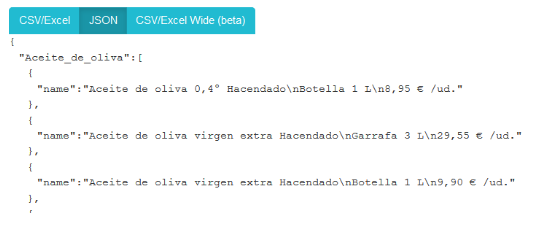 CSV/Excel JSON CSV/Excel Wide (beta)
{
"Aceite_de_oliva":[
{
"name":"Aceite de oliva 0,4º Hacendado\nBotella 1 L\n8,95 € /ud."
},
{
"name":"Aceite de oliva virgen extra Hacendado\nGarrafa 3 L\n29,55 € /ud."
},
{
"name":"Aceite de oliva virgen extra Hacendado\nBotella 1 L\n9,90 € /ud."
},
{